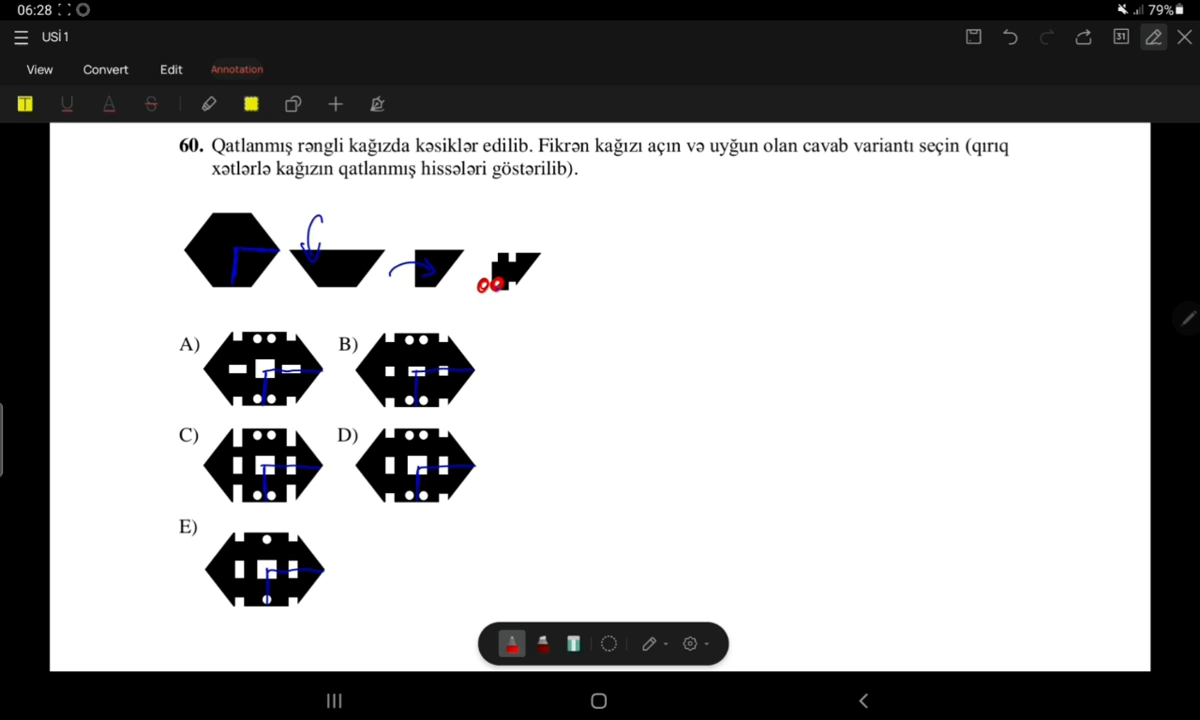 06:28
79%
USİ 1
31
View Convert Edit Annotation
T U A S
60. Qatlanmış rəngli kağızda kəsiklər edilib. Fikrən kağızı açın və uyğun olan cavab variantı seçin (qırıq
xətlərlə kağızın qatlanmış hissələri göstərilib).
A) B)
C) D)
E)